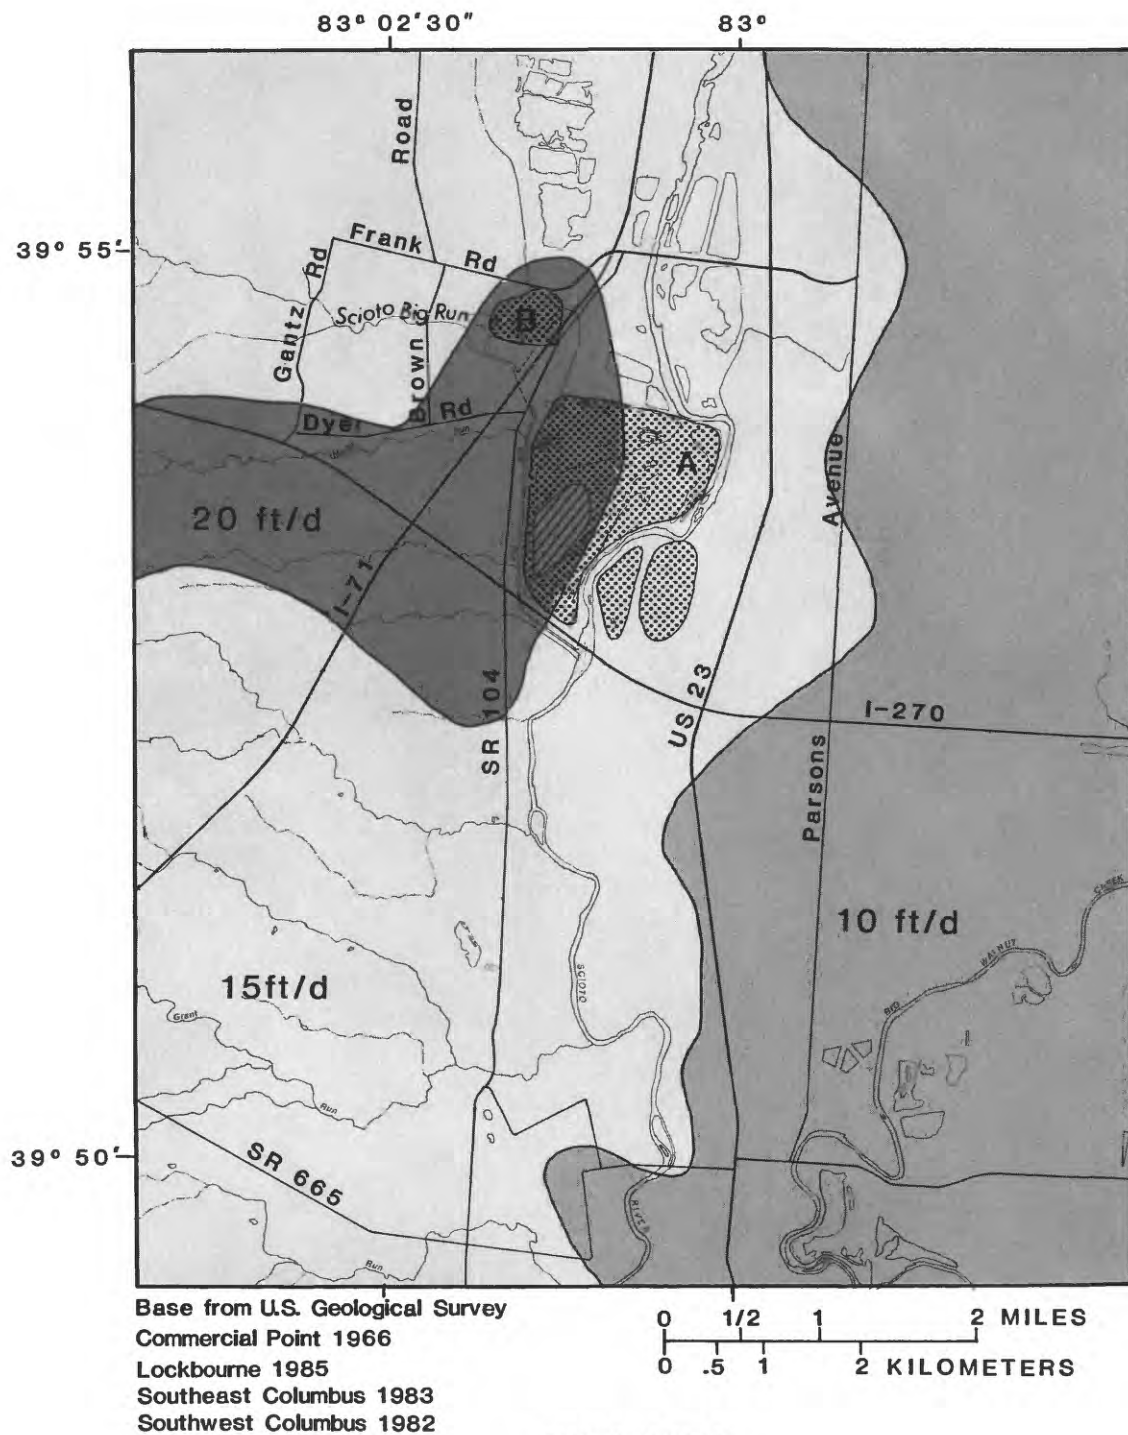 83° 02'30"
83°
39° 55'
Road
Frank Rd
Gantz Rd
Scioto Big Run
Brown
B
Dyer Rd
A
20 ft/d
I-71
Avenue
SR 104
US 23
I-270
Parsons
15ft/d
10 ft/d
CREEK
WALNUT
BIG
SCIOTO
Grant
Run
39° 50'
SR 665
RIVER
Run
Base from U.S. Geological Survey
Commercial Point 1966
Lockbourne 1985
Southeast Columbus 1983
Southwest Columbus 1982
0 1/2 1 2 MILES
0 .5 1 2 KILOMETERS